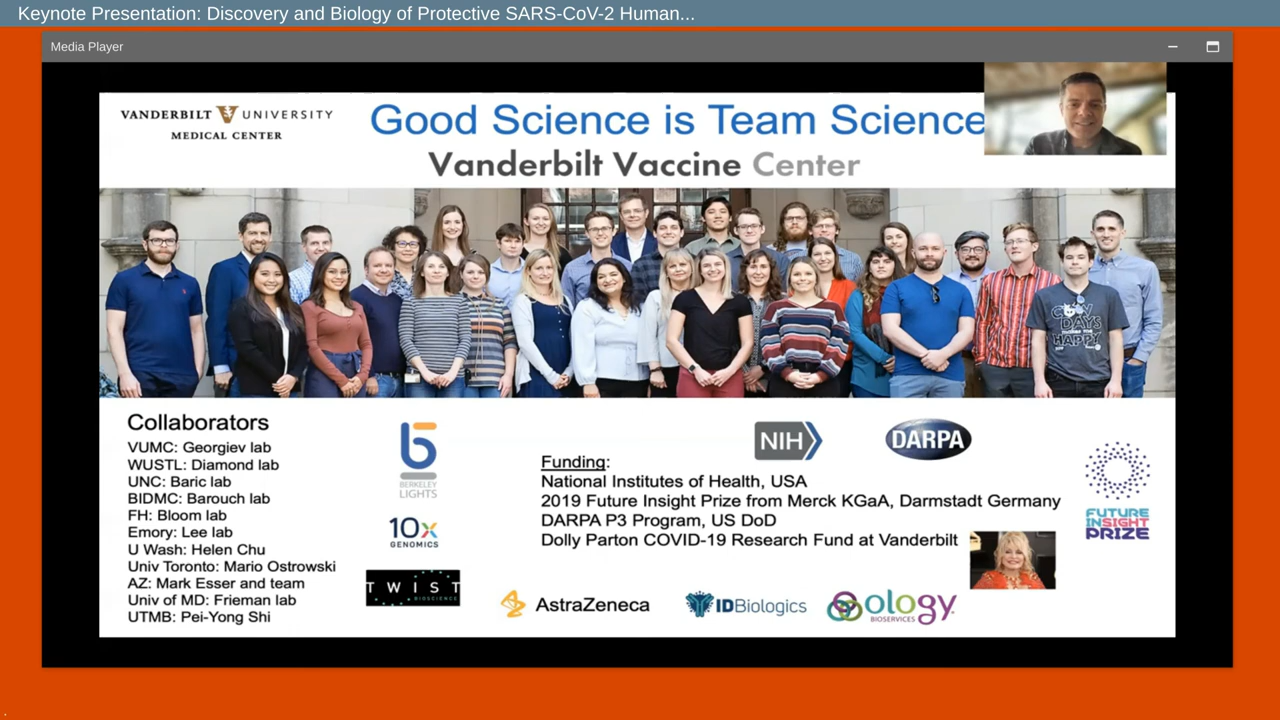 Keynote Presentation: Discovery and Biology of Protective SARS-CoV-2 Human...
Media Player
VANDERBILT UNIVERSITY
MEDICAL CENTER
Good Science is Team Science
Vanderbilt Vaccine Center
COW
DAYS
HAPPY
Collaborators
VUMC: Georgiev lab
WUSTL: Diamond lab
UNC: Baric lab
BIDMC: Barouch lab
FH: Bloom lab
Emory: Lee lab
U Wash: Helen Chu
Univ Toronto: Mario Ostrowski
AZ: Mark Esser and team
Univ of MD: Frieman lab
UTMB: Pei-Yong Shi
BERKELEY
LIGHTS
10x
GENOMICS
TWIST
BIOSCIENCE
NIH
DARPA
Funding:
National Institutes of Health, USA
2019 Future Insight Prize from Merck KGaA, Darmstadt Germany
DARPA P3 Program, US DoD
Dolly Parton COVID-19 Research Fund at Vanderbilt
FUTURE
INSIGHT
PRIZE
AstraZeneca
IDBiologics
ology
BIOSERVICES